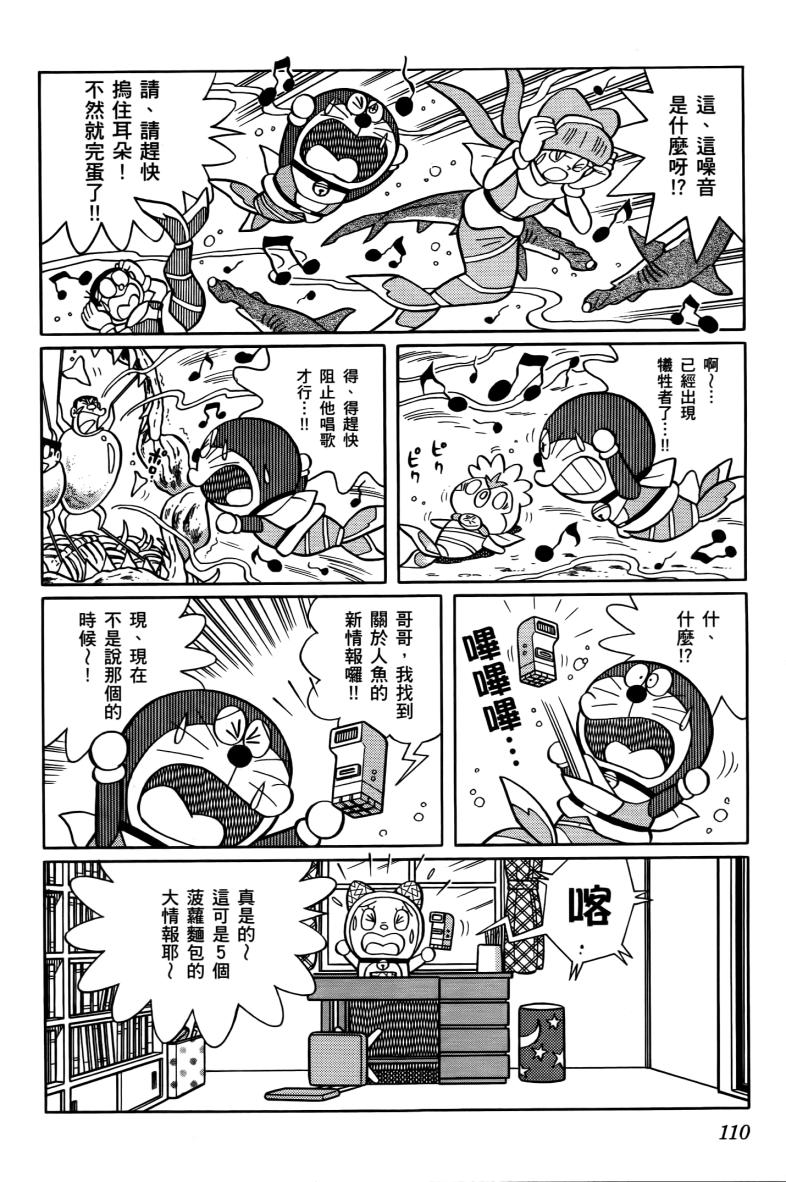 這、這噪音
是什麼呀!?
請、請趕快
摀住耳朵！
不然就完蛋了!!
啊～…
已經出現
犧牲者了…!!
ピク
ピク
得、得趕快
阻止他唱歌
才行…!!
什、
什麼!?
嘟嘟嘟…
哥哥，我找到
關於人魚的
新情報囉!!
現、現在
不是說那個的
時候～！
喀
真是的～
這可是5個
菠蘿麵包的
大情報耶～
110